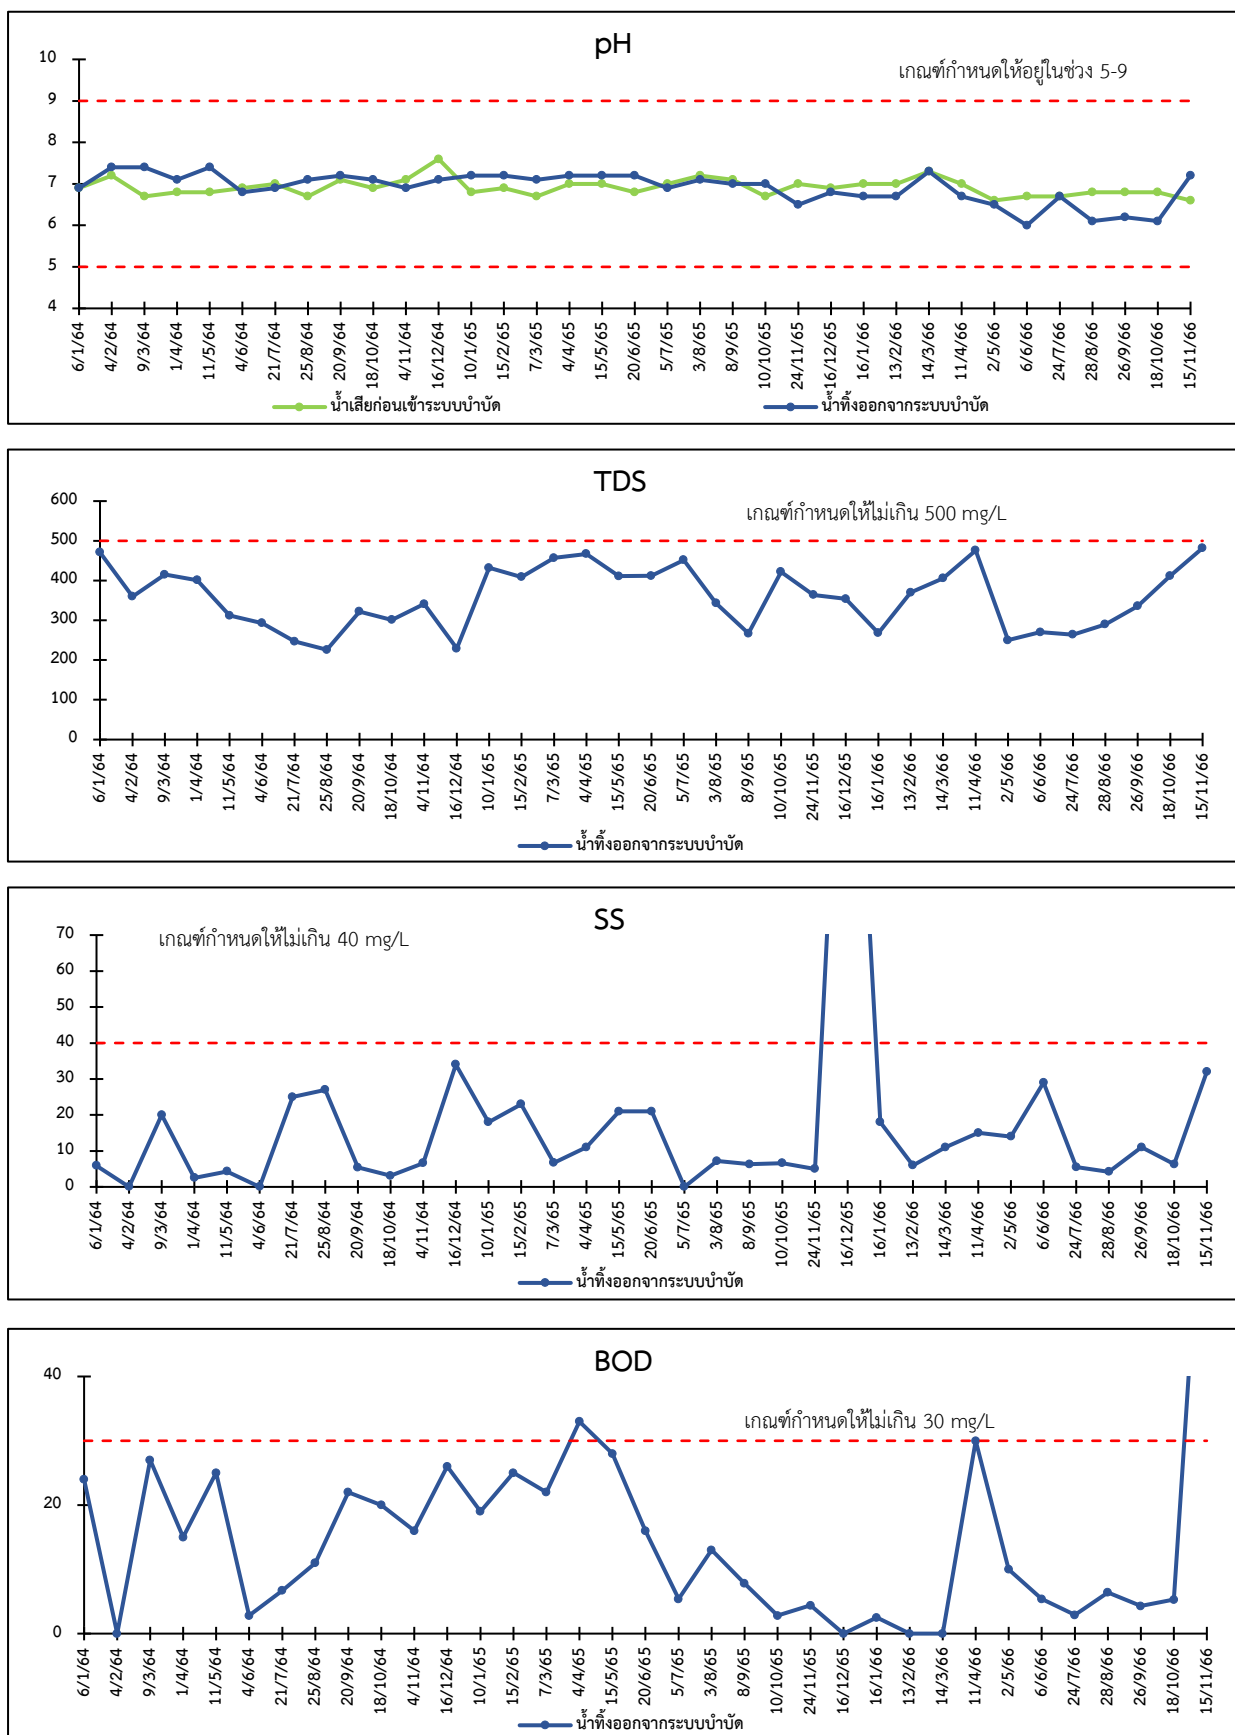 pH
เกณฑ์กำหนดให้อยู่ในช่วง 5-9
10
9
8
7
6
5
4
6/1/64 4/2/64 9/3/64 1/4/64 11/5/64 4/6/64 21/7/64 25/8/64 20/9/64 18/10/64 4/11/64 16/12/64 10/1/65 15/2/65 7/3/65 4/4/65 15/5/65 20/6/65 5/7/65 3/8/65 8/9/65 10/10/65 24/11/65 16/12/65 16/1/66 13/2/66 14/3/66 11/4/66 2/5/66 6/6/66 24/7/66 28/8/66 26/9/66 18/10/66 15/11/66
น้ำเสียก่อนเข้าระบบบำบัด น้ำทิ้งออกจากระบบบำบัด
TDS
เกณฑ์กำหนดให้ไม่เกิน 500 mg/L
600
500
400
300
200
100
0
6/1/64 4/2/64 9/3/64 1/4/64 11/5/64 4/6/64 21/7/64 25/8/64 20/9/64 18/10/64 4/11/64 16/12/64 10/1/65 15/2/65 7/3/65 4/4/65 15/5/65 20/6/65 5/7/65 3/8/65 8/9/65 10/10/65 24/11/65 16/12/65 16/1/66 13/2/66 14/3/66 11/4/66 2/5/66 6/6/66 24/7/66 28/8/66 26/9/66 18/10/66 15/11/66
น้ำทิ้งออกจากระบบบำบัด
SS
เกณฑ์กำหนดให้ไม่เกิน 40 mg/L
70
60
50
40
30
20
10
0
6/1/64 4/2/64 9/3/64 1/4/64 11/5/64 4/6/64 21/7/64 25/8/64 20/9/64 18/10/64 4/11/64 16/12/64 10/1/65 15/2/65 7/3/65 4/4/65 15/5/65 20/6/65 5/7/65 3/8/65 8/9/65 10/10/65 24/11/65 16/12/65 16/1/66 13/2/66 14/3/66 11/4/66 2/5/66 6/6/66 24/7/66 28/8/66 26/9/66 18/10/66 15/11/66
น้ำทิ้งออกจากระบบบำบัด
BOD
เกณฑ์กำหนดให้ไม่เกิน 30 mg/L
40
20
0
6/1/64 4/2/64 9/3/64 1/4/64 11/5/64 4/6/64 21/7/64 25/8/64 20/9/64 18/10/64 4/11/64 16/12/64 10/1/65 15/2/65 7/3/65 4/4/65 15/5/65 20/6/65 5/7/65 3/8/65 8/9/65 10/10/65 24/11/65 16/12/65 16/1/66 13/2/66 14/3/66 11/4/66 2/5/66 6/6/66 24/7/66 28/8/66 26/9/66 18/10/66 15/11/66
น้ำทิ้งออกจากระบบบำบัด